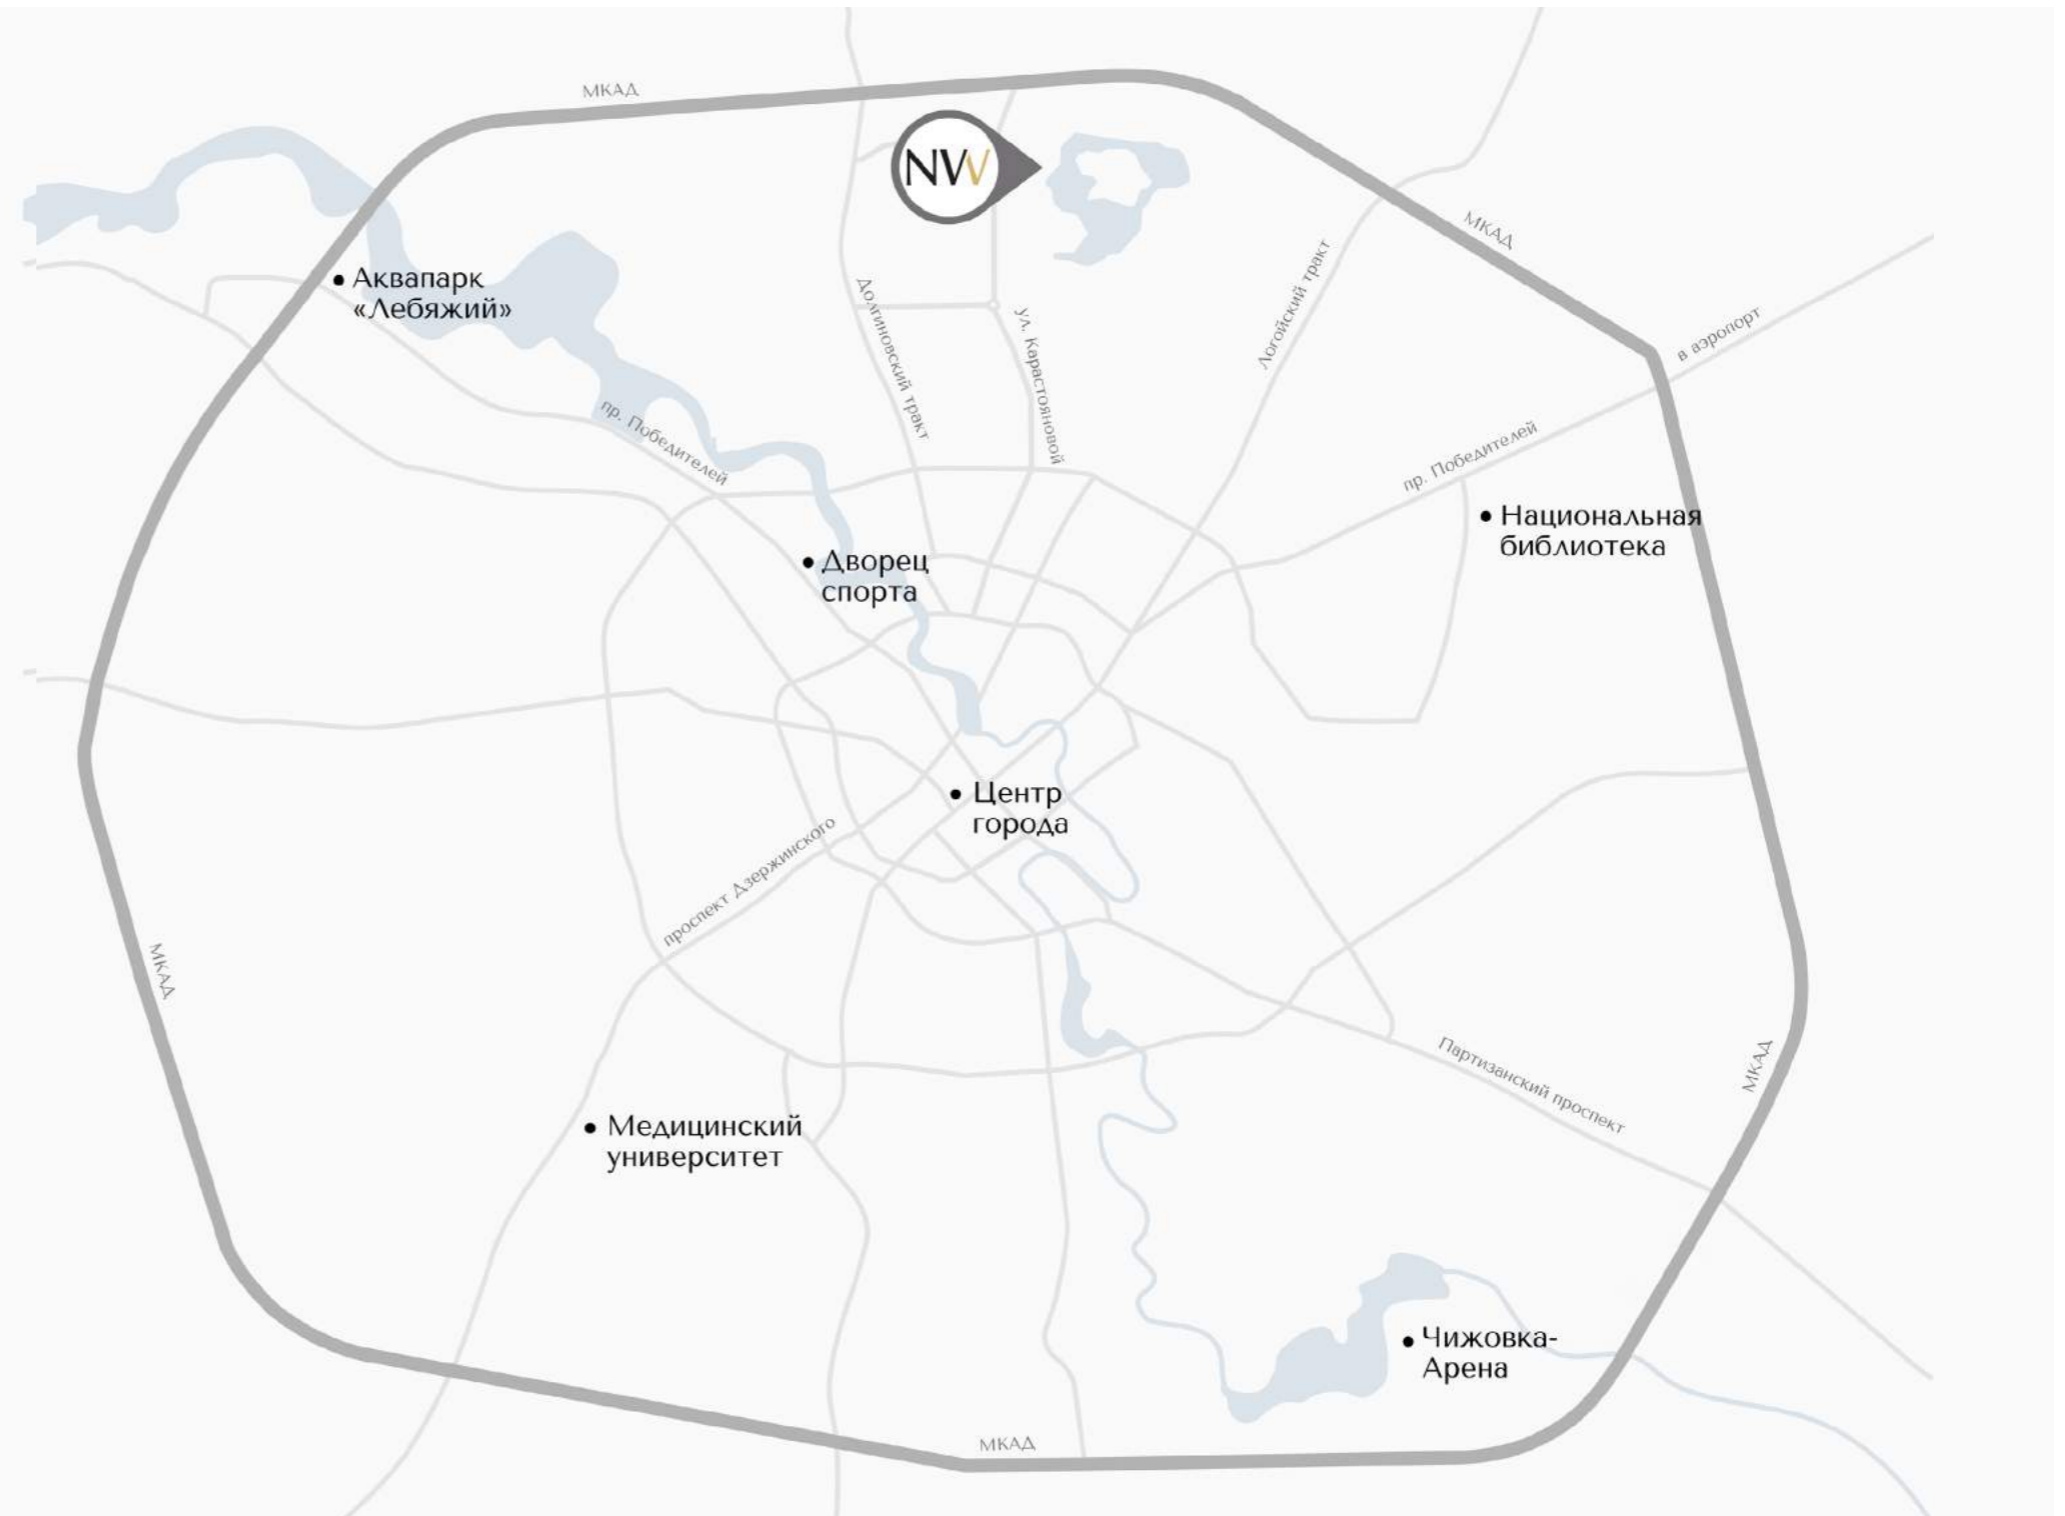 МКАД
NW
МКАД
Аквапарк
«Лебяжий»
Долгиновский тракт
ул. Карастояновой
Логойский тракт
в аэропорт
пр. Победителей
пр. Победителей
Национальная
библиотека
Дворец
спорта
Центр
города
проспект Дзержинского
МКАД
Партизанский проспект
МКАД
Медицинский
университет
Чижовка-
Арена
МКАД